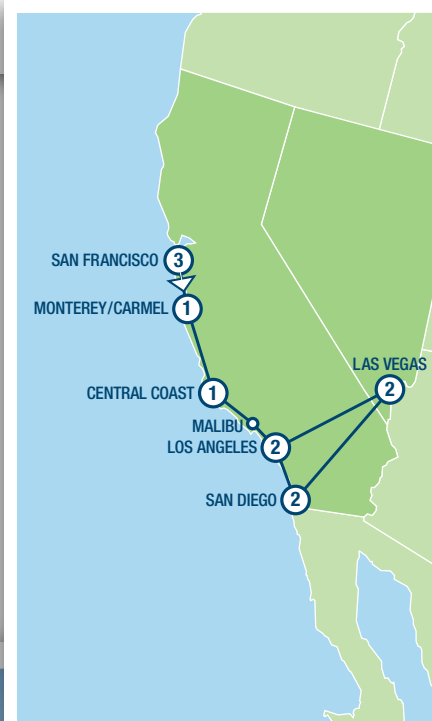 SAN FRANCISCO 3
MONTEREY/CARMEL 1
LAS VEGAS
2
CENTRAL COAST 1
MALIBU
LOS ANGELES 2
SAN DIEGO 2